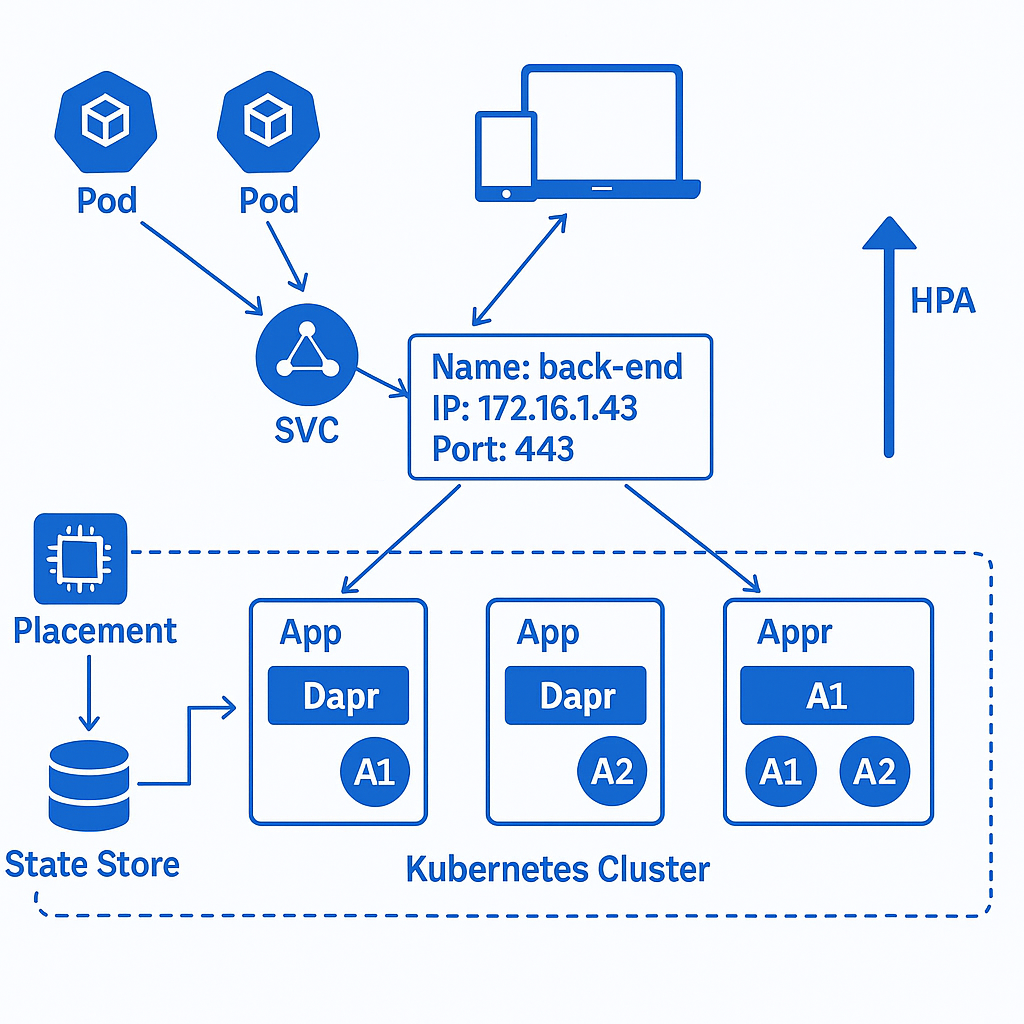 Pod
Pod
HPA
SVC
Name: back-end
IP: 172.16.1.43
Port: 443
Placement
App
Dapr
A1
App
Dapr
A2
Appr
A1
A1
A2
State Store
Kubernetes Cluster